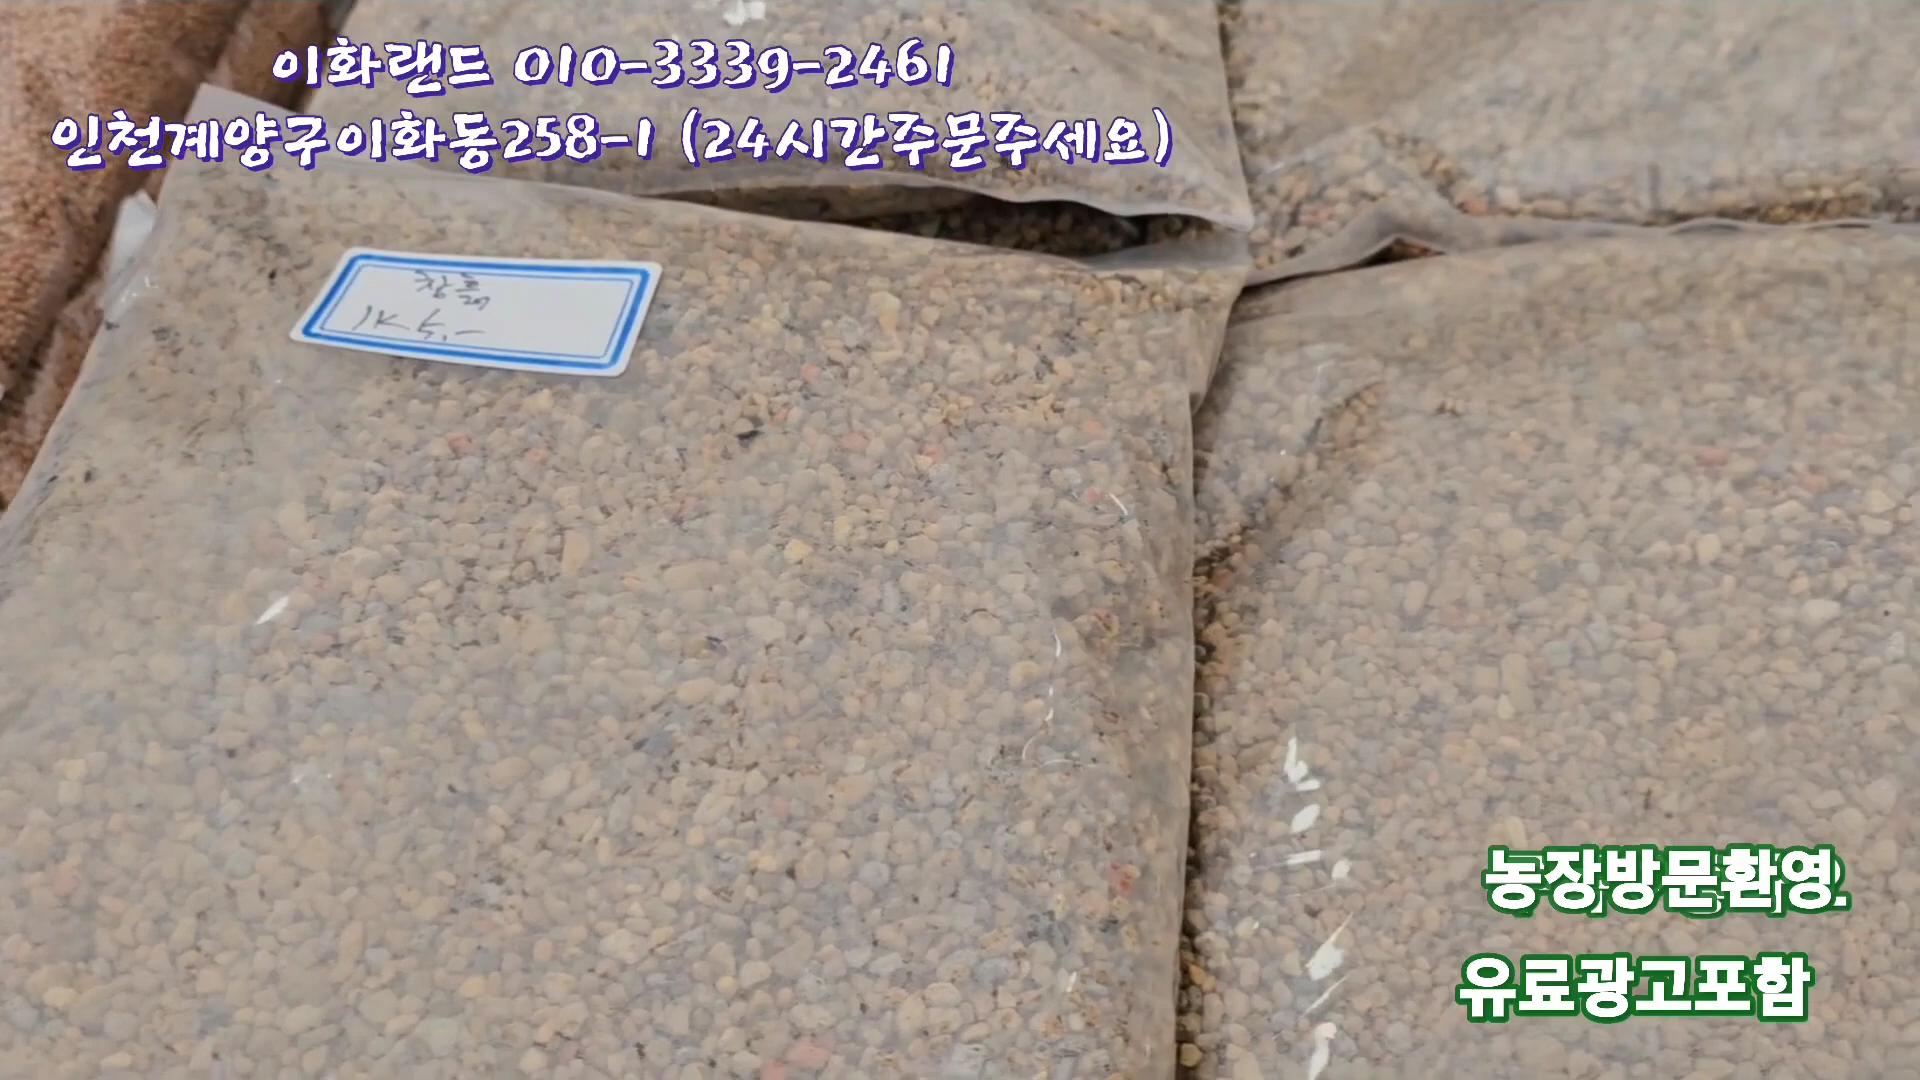 이화랜드 010-3339-2461
인천계양구이화동258-1 (24시간주문주세요)
1K 5,-
농장방문환영
유료광고포함